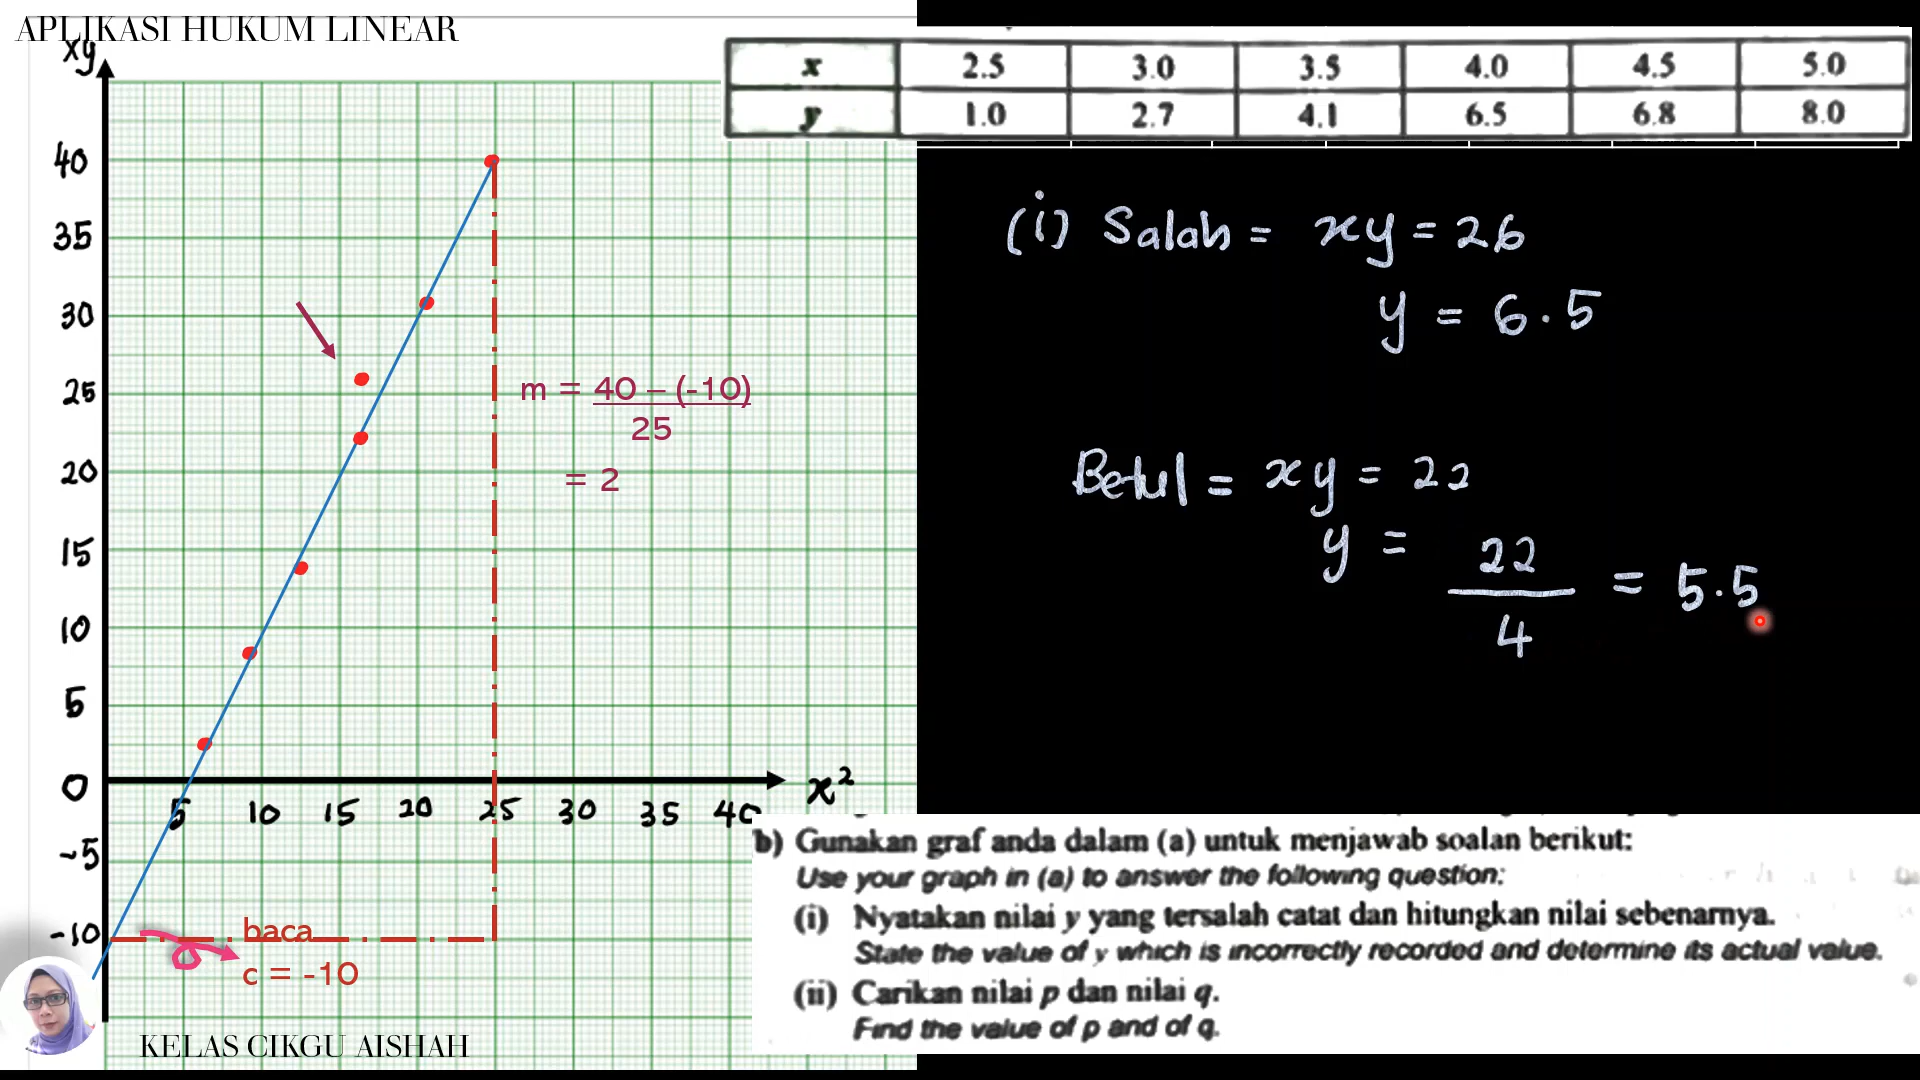 APLIKASI HUKUM LINEAR
xy
40
35
30
25
20
15
10
5
0
-5
-10
5 10 15 20 25 30 35 40 x²
m = 40 – (-10)
25
= 2
baca
c = -10
KELAS CIKGU AISHAH
x 2.5 3.0 3.5 4.0 4.5 5.0
y 1.0 2.7 4.1 6.5 6.8 8.0
(i) Salah = xy = 26
y = 6.5
Betul = xy = 22
y = 22
4
= 5.5
b) Gunakan graf anda dalam (a) untuk menjawab soalan berikut:
Use your graph in (a) to answer the following question:
(i) Nyatakan nilai y yang tersalah catat dan hitungkan nilai sebenarnya.
State the value of y which is incorrectly recorded and determine its actual value.
(ii) Carikan nilai p dan nilai q.
Find the value of p and of q.